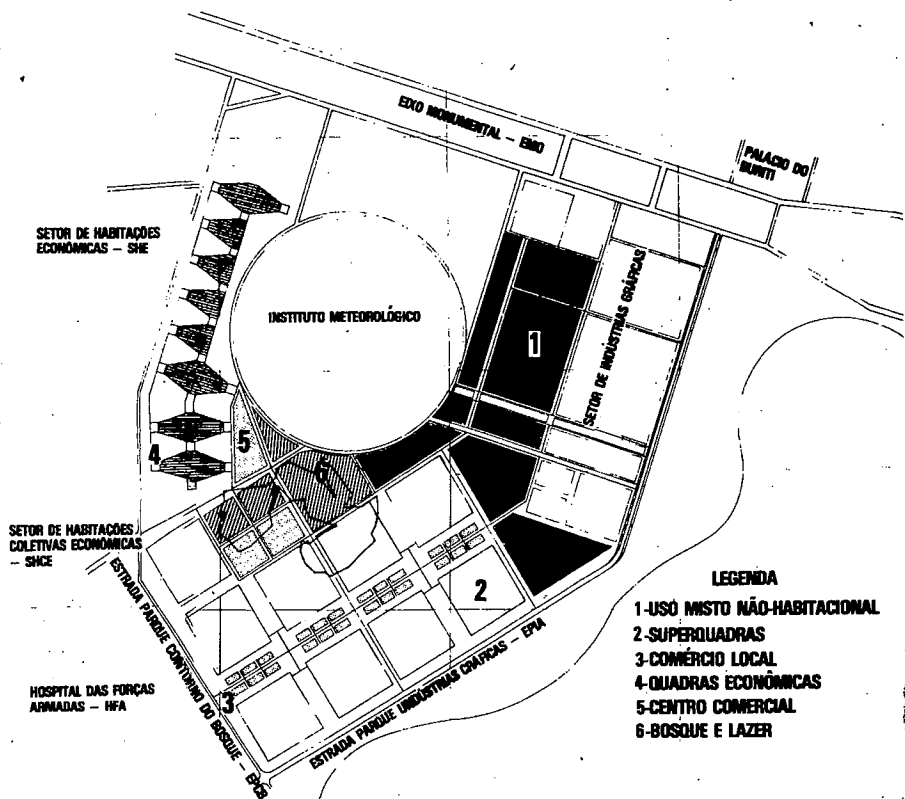 EIXO MONUMENTAL – EMO
PALÁCIO DO
BURITI
SETOR DE HABITAÇÕES
ECONÔMICAS – SHE
INSTITUTO METEOROLÓGICO
SETOR DE INDÚSTRIAS GRÁFICAS
1
4
5
6
SETOR DE HABITAÇÕES
COLETIVAS ECONÔMICAS
– SHCE
2
ESTRADA PARQUE CONTORNO DO BOSQUE – EPCB
ESTRADA PARQUE UNIDUSTRIAS GRÁFICAS – EPIA
HOSPITAL DAS FORÇAS
ARMADAS – HFA
3
LEGENDA
1-USO MISTO NÃO-HABITACIONAL
2-SUPERQUADRAS
3-COMÉRCIO LOCAL
4-QUADRAS ECONÔMICAS
5-CENTRO COMERCIAL
6-BOSQUE E LAZER